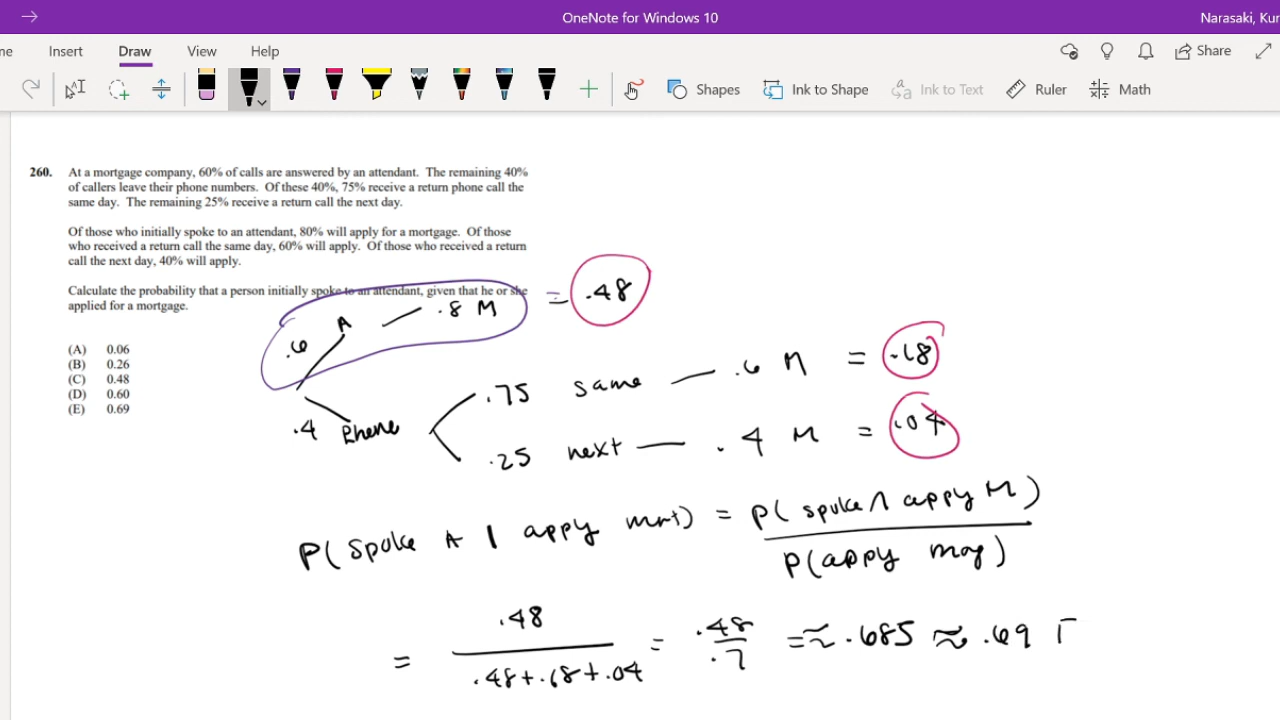 OneNote for Windows 10
Narasaki, Kur
me Insert Draw View Help Share
Shapes Ink to Shape Ink to Text Ruler Math
260. At a mortgage company, 60% of calls are answered by an attendant. The remaining 40%
of callers leave their phone numbers. Of these 40%, 75% receive a return phone call the
same day. The remaining 25% receive a return call the next day.
Of those who initially spoke to an attendant, 80% will apply for a mortgage. Of those
who received a return call the same day, 60% will apply. Of those who received a return
call the next day, 40% will apply.
Calculate the probability that a person initially spoke to an attendant, given that he or she
applied for a mortgage.
(A) 0.06
(B) 0.26
(C) 0.48
(D) 0.60
(E) 0.69
.6 A — .8 M = .48
.75 same — .6 M = .18
.4 Phone
.25 next — .4 M = .04
P(spoke A | appy mrt) = P(spoke ∩ appy M)
P(appy mog)
= .48 = .48 = ≈ .685 ≈ .69
.48+.18+.04 .7